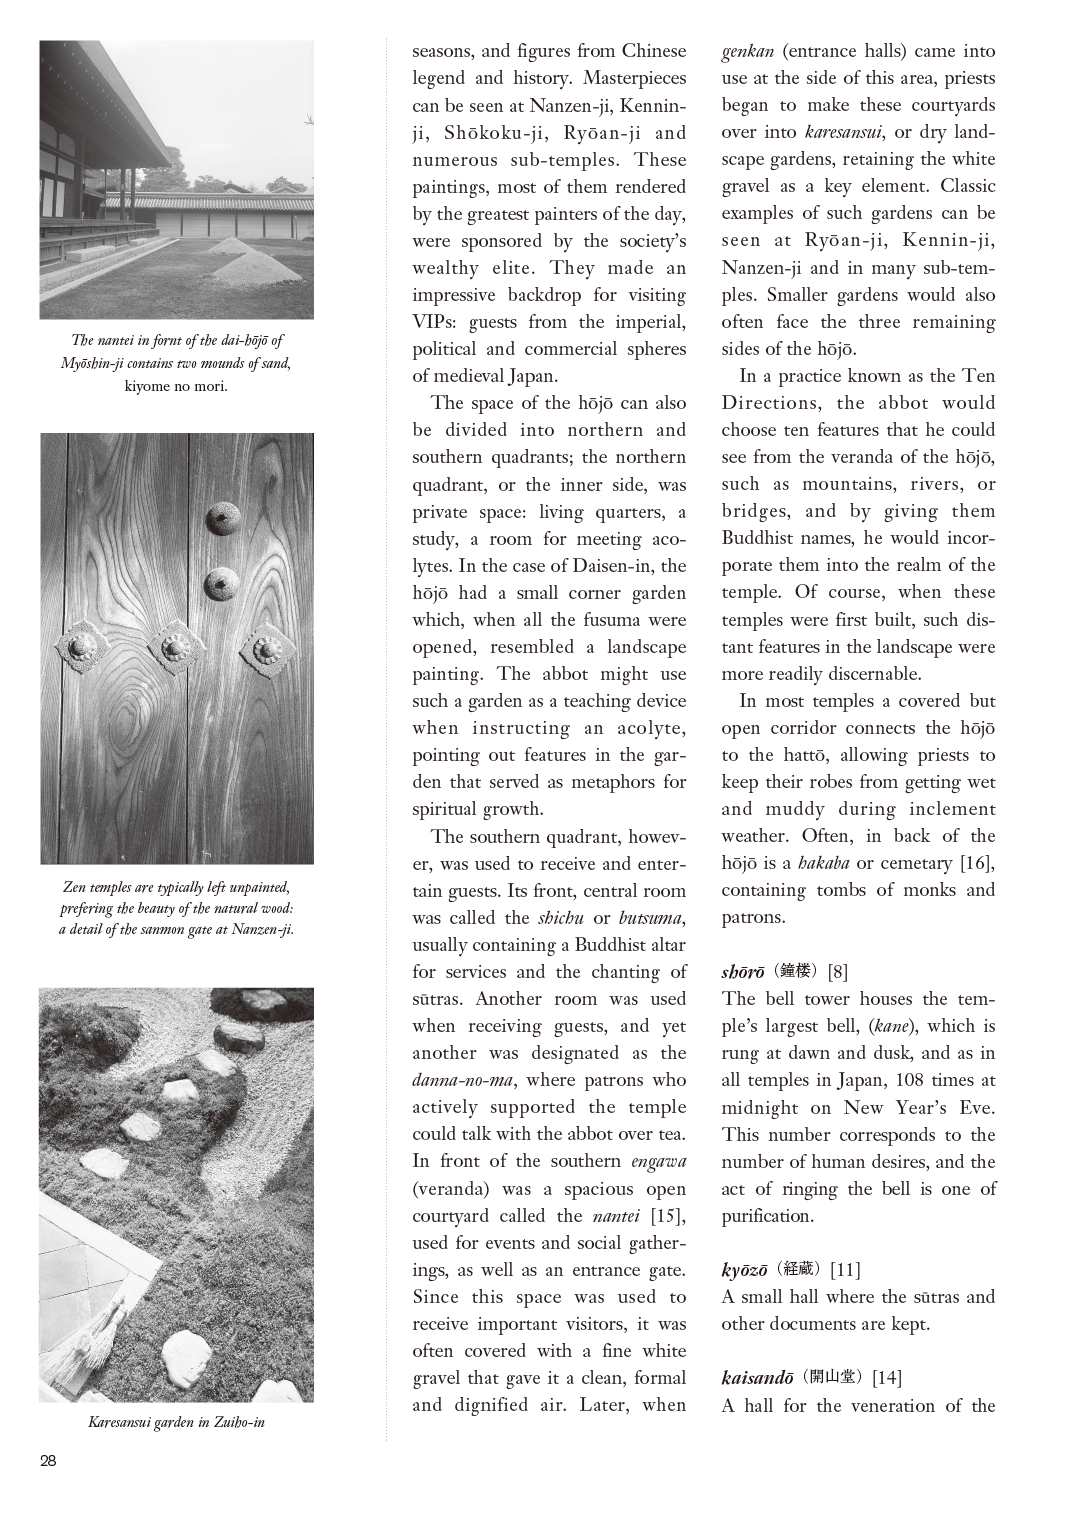 The nantei in fornt of the dai-hōjō of
Myōshin-ji contains two mounds of sand,
kiyome no mori.
Zen temples are typically left unpainted,
prefering the beauty of the natural wood:
a detail of the sanmon gate at Nanzen-ji.
Karesansui garden in Zuiho-in
28
seasons, and figures from Chinese
legend and history. Masterpieces
can be seen at Nanzen-ji, Kennin-
ji, Shōkoku-ji, Ryōan-ji and
numerous sub-temples. These
paintings, most of them rendered
by the greatest painters of the day,
were sponsored by the society's
wealthy elite. They made an
impressive backdrop for visiting
VIPs: guests from the imperial,
political and commercial spheres
of medieval Japan.
The space of the hōjō can also
be divided into northern and
southern quadrants; the northern
quadrant, or the inner side, was
private space: living quarters, a
study, a room for meeting aco-
lytes. In the case of Daisen-in, the
hōjō had a small corner garden
which, when all the fusuma were
opened, resembled a landscape
painting. The abbot might use
such a garden as a teaching device
when instructing an acolyte,
pointing out features in the gar-
den that served as metaphors for
spiritual growth.
The southern quadrant, howev-
er, was used to receive and enter-
tain guests. Its front, central room
was called the shichu or butsuma,
usually containing a Buddhist altar
for services and the chanting of
sūtras. Another room was used
when receiving guests, and yet
another was designated as the
danna-no-ma, where patrons who
actively supported the temple
could talk with the abbot over tea.
In front of the southern engawa
(veranda) was a spacious open
courtyard called the nantei [15],
used for events and social gather-
ings, as well as an entrance gate.
Since this space was used to
receive important visitors, it was
often covered with a fine white
gravel that gave it a clean, formal
and dignified air. Later, when
genkan (entrance halls) came into
use at the side of this area, priests
began to make these courtyards
over into karesansui, or dry land-
scape gardens, retaining the white
gravel as a key element. Classic
examples of such gardens can be
seen at Ryōan-ji, Kennin-ji,
Nanzen-ji and in many sub-tem-
ples. Smaller gardens would also
often face the three remaining
sides of the hōjō.
In a practice known as the Ten
Directions, the abbot would
choose ten features that he could
see from the veranda of the hōjō,
such as mountains, rivers, or
bridges, and by giving them
Buddhist names, he would incor-
porate them into the realm of the
temple. Of course, when these
temples were first built, such dis-
tant features in the landscape were
more readily discernable.
In most temples a covered but
open corridor connects the hōjō
to the hattō, allowing priests to
keep their robes from getting wet
and muddy during inclement
weather. Often, in back of the
hōjō is a hakaba or cemetary [16],
containing tombs of monks and
patrons.
shōrō（鐘楼）[8]
The bell tower houses the tem-
ple's largest bell, (kane), which is
rung at dawn and dusk, and as in
all temples in Japan, 108 times at
midnight on New Year's Eve.
This number corresponds to the
number of human desires, and the
act of ringing the bell is one of
purification.
kyōzō（経蔵）[11]
A small hall where the sūtras and
other documents are kept.
kaisandō（開山堂）[14]
A hall for the veneration of the